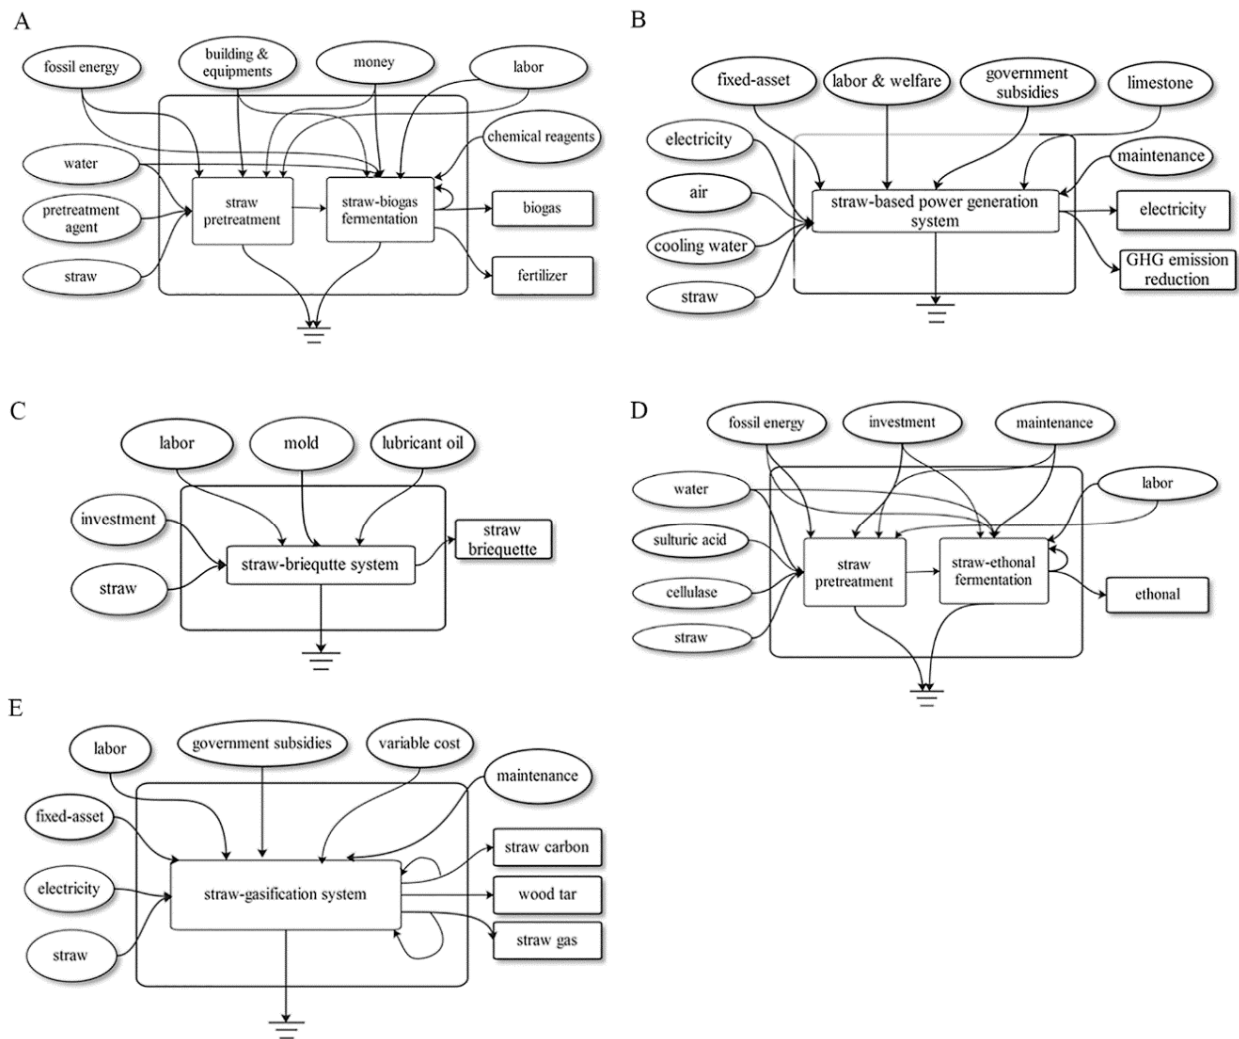 A
fossil energy
building &
equipments
money
labor
chemical reagents
water
pretreatment
agent
straw
straw
pretreatment
straw-biogas
fermentation
biogas
fertilizer
B
fixed-asset
labor & welfare
government
subsidies
limestone
electricity
maintenance
air
cooling water
straw
straw-based power generation
system
electricity
GHG emission
reduction
C
labor
mold
lubricant oil
investment
straw
straw-briequtte system
straw
briequette
D
fossil energy
investment
maintenance
water
labor
sulturic acid
cellulase
straw
straw
pretreatment
straw-ethonal
fermentation
ethonal
E
labor
government subsidies
variable cost
maintenance
fixed-asset
electricity
straw
straw-gasification system
straw carbon
wood tar
straw gas